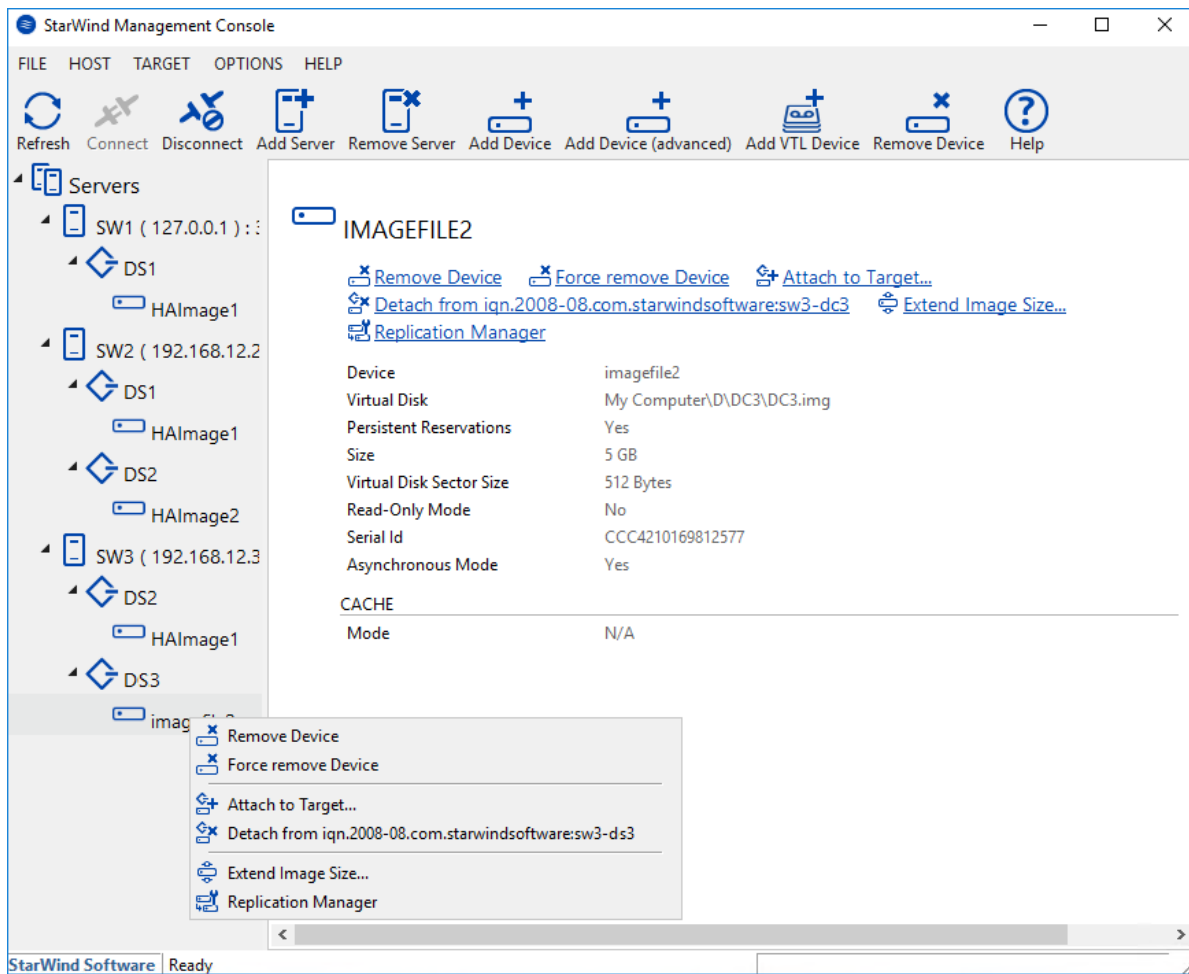 StarWind Management Console
FILE HOST TARGET OPTIONS HELP
Refresh Connect Disconnect Add Server Remove Server Add Device Add Device (advanced) Add VTL Device Remove Device Help
Servers
SW1 ( 127.0.0.1 ) :
DS1
HAImage1
SW2 ( 192.168.12.2
DS1
HAImage1
DS2
HAImage2
SW3 ( 192.168.12.3
DS2
HAImage1
DS3
IMAGEFILE2
Remove Device Force remove Device Attach to Target...
Detach from iqn.2008-08.com.starwindsoftware:sw3-dc3 Extend Image Size...
Replication Manager
Device imagefile2
Virtual Disk My Computer\D\DC3\DC3.img
Persistent Reservations Yes
Size 5 GB
Virtual Disk Sector Size 512 Bytes
Read-Only Mode No
Serial Id CCC4210169812577
Asynchronous Mode Yes
CACHE
Mode N/A
Remove Device
Force remove Device
Attach to Target...
Detach from iqn.2008-08.com.starwindsoftware:sw3-ds3
Extend Image Size...
Replication Manager
StarWind Software Ready